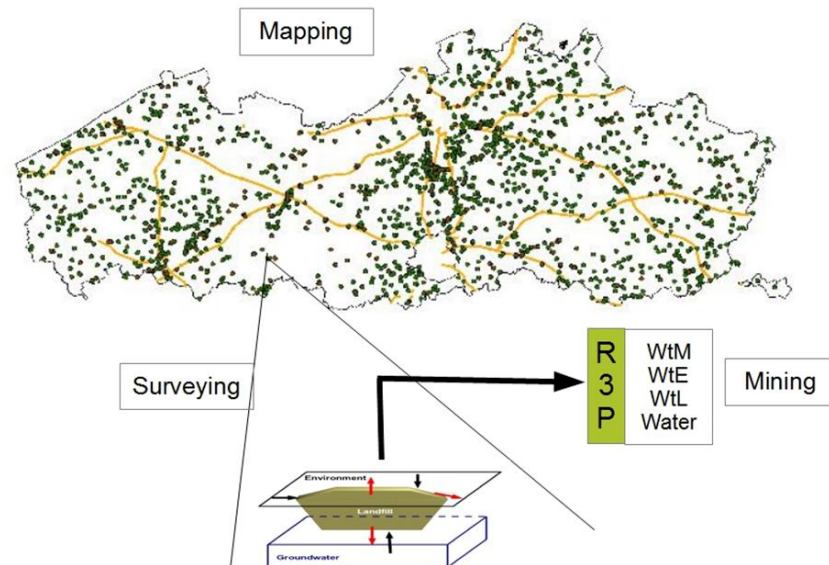 Mapping
Surveying
R
3
P
WtM
WtE
WtL
Water
Mining
Environment
Landfill
Groundwater